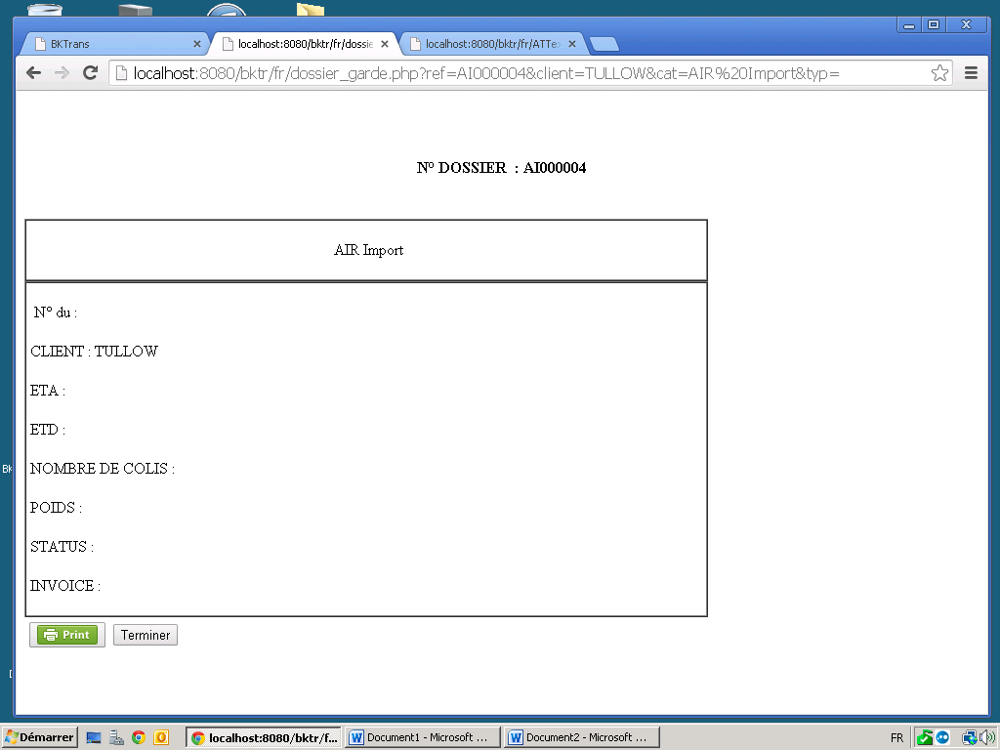 BKTrans
localhost:8080/bktr/fr/dossie
localhost:8080/bktr/fr/ATTe
localhost:8080/bktr/fr/dossier_garde.php?ref=AI000004&client=TULLOW&cat=AIR%20Import&typ=
N° DOSSIER : AI000004
AIR Import
N° du :
CLIENT : TULLOW
ETA :
ETD :
NOMBRE DE COLIS :
POIDS :
STATUS :
INVOICE :
Print
Terminer
BK
Démarrer
localhost:8080/bktr/f...
Document1 - Microsoft ...
Document2 - Microsoft ...
FR